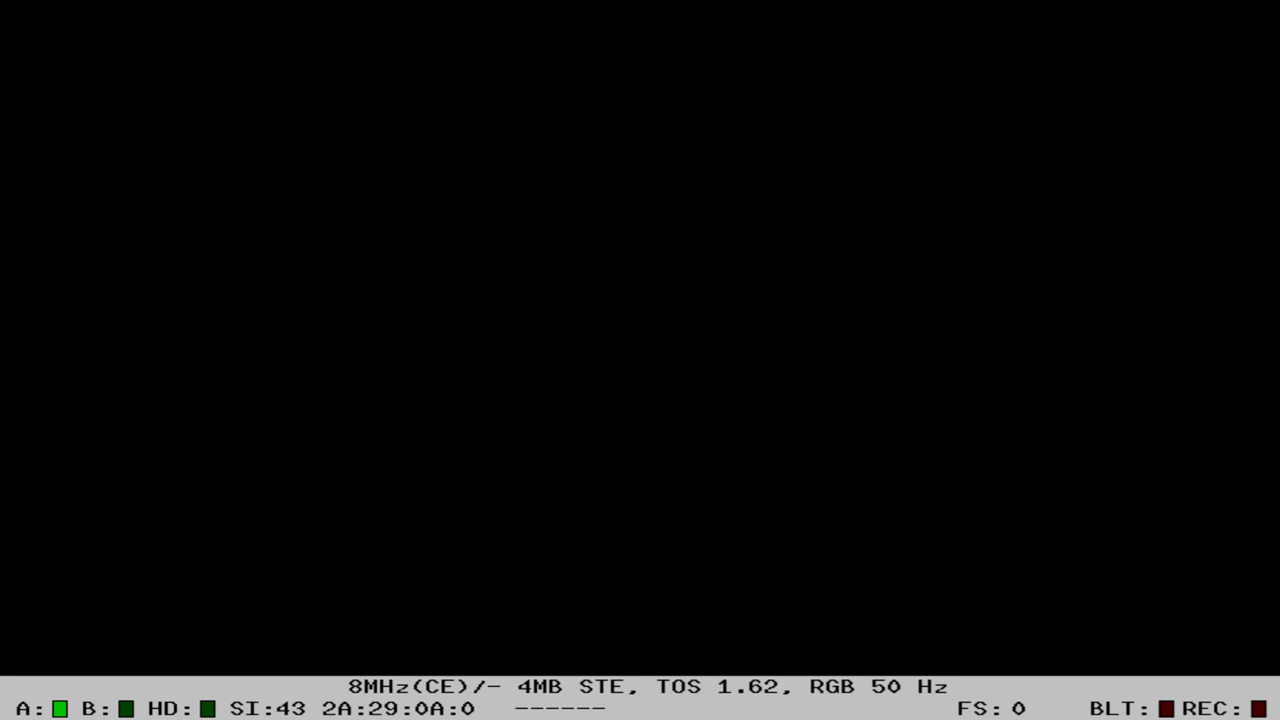 8MHz(CE)/- 4MB STE, TOS 1.62, RGB 50 Hz
A: B: HD: SI:43 2A:29:0A:0 ------ FS: 0 BLT: REC: